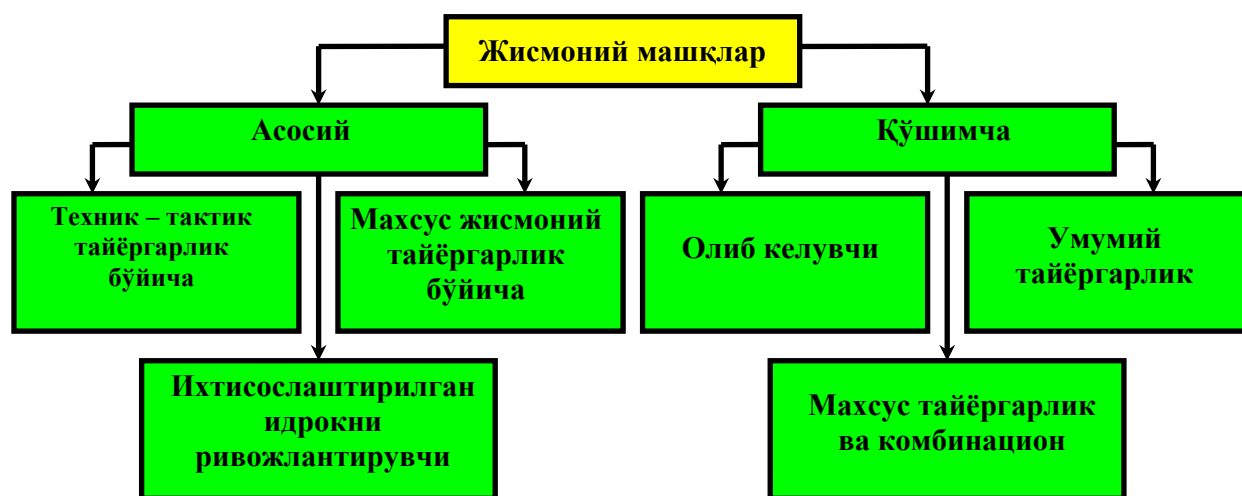 Жисмоний машқлар
Асосий
Қўшимча
Техник – тактик
тайёргарлик
бўйича
Махсус жисмоний
тайёргарлик
бўйича
Олиб келувчи
Умумий
тайёргарлик
Ихтисослаштирилган
идрокни
ривожлантирувчи
Махсус тайёргарлик
ва комбинацион